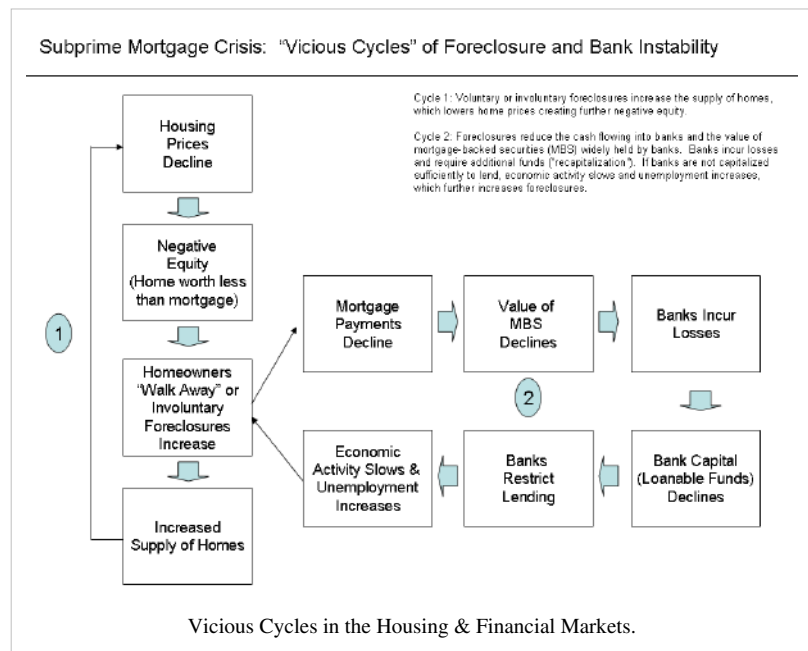 Subprime Mortgage Crisis: "Vicious Cycles" of Foreclosure and Bank Instability
Cycle 1: Voluntary or involuntary foreclosures increase the supply of homes,
which lowers home prices creating further negative equity.
Cycle 2: Foreclosures reduce the cash flowing into banks and the value of
mortgage-backed securities (MBS) widely held by banks. Banks incur losses
and require additional funds ("recapitalization"). If banks are not capitalized
sufficiently to lend, economic activity slows and unemployment increases,
which further increases foreclosures.
Housing
Prices
Decline
Negative
Equity
(Home worth less
than mortgage)
1
Homeowners
"Walk Away" or
Involuntary
Foreclosures
Increase
Increased
Supply of Homes
Mortgage
Payments
Decline
Value of
MBS
Declines
Banks Incur
Losses
2
Economic
Activity Slows &
Unemployment
Increases
Banks
Restrict
Lending
Bank Capital
(Loanable Funds)
Declines
Vicious Cycles in the Housing & Financial Markets.